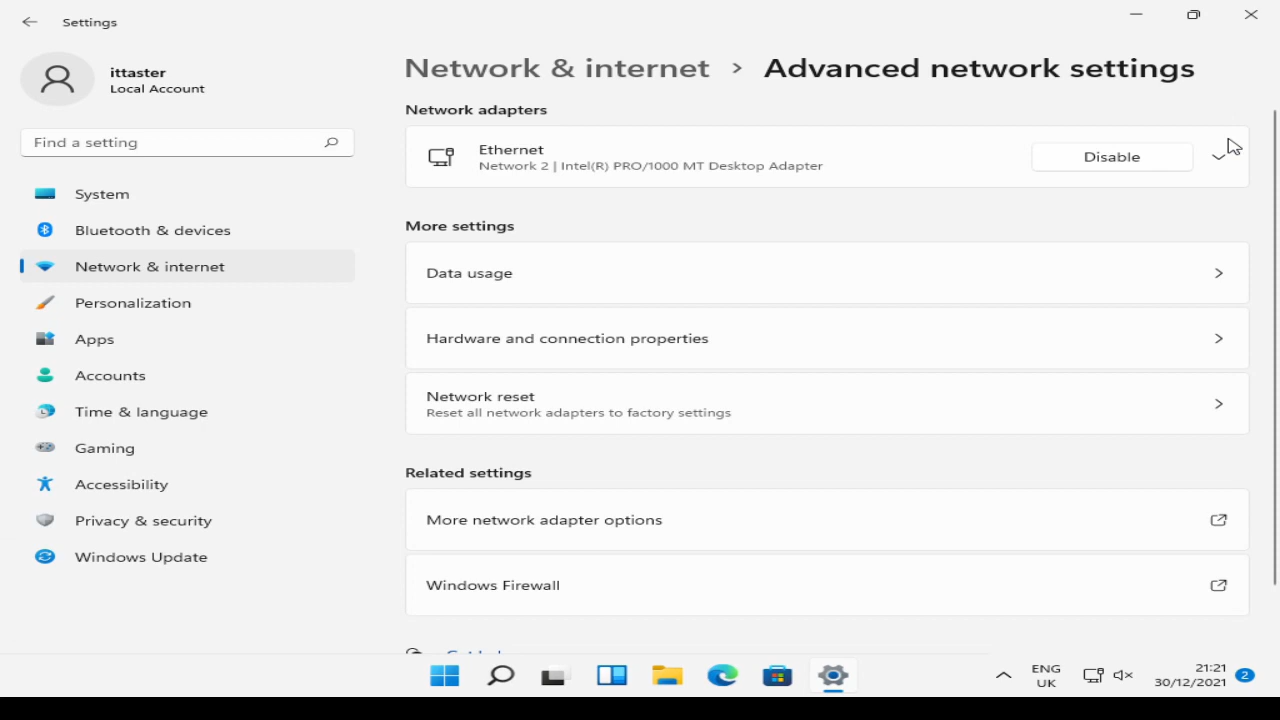 Settings
ittaster
Local Account
Find a setting
System
Bluetooth & devices
Network & internet
Personalization
Apps
Accounts
Time & language
Gaming
Accessibility
Privacy & security
Windows Update
Network & internet > Advanced network settings
Network adapters
Ethernet
Network 2 | Intel(R) PRO/1000 MT Desktop Adapter
Disable
More settings
Data usage
Hardware and connection properties
Network reset
Reset all network adapters to factory settings
Related settings
More network adapter options
Windows Firewall
ENG
UK
21:21
30/12/2021
2